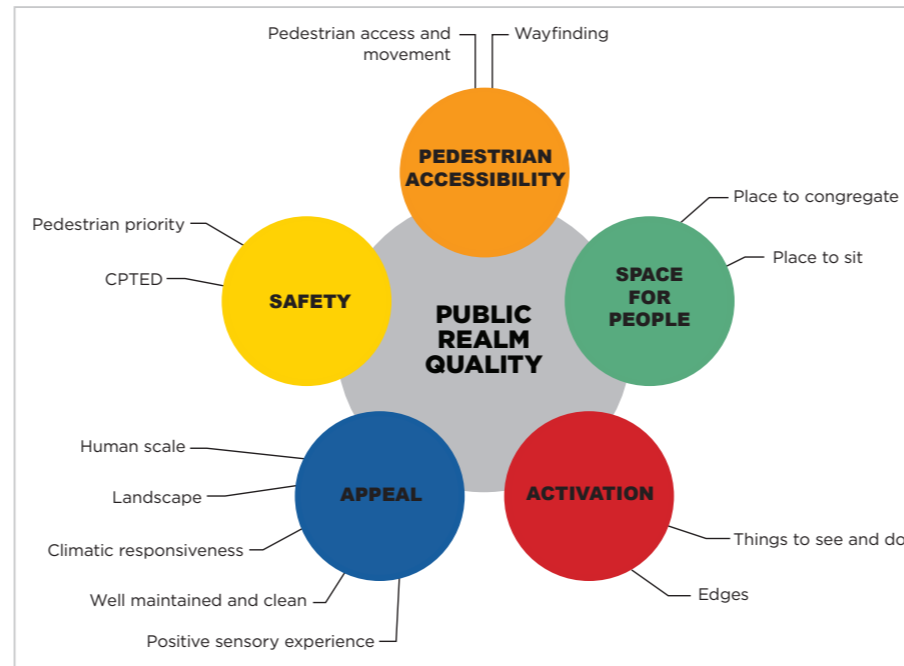 Pedestrian access and
movement
Wayfinding
PEDESTRIAN
ACCESSIBILITY
Place to congregate
Place to sit
SPACE
FOR
PEOPLE
Pedestrian priority
CPTED
SAFETY
PUBLIC
REALM
QUALITY
Human scale
Landscape
Climatic responsiveness
Well maintained and clean
Positive sensory experience
APPEAL
ACTIVATION
Things to see and do
Edges